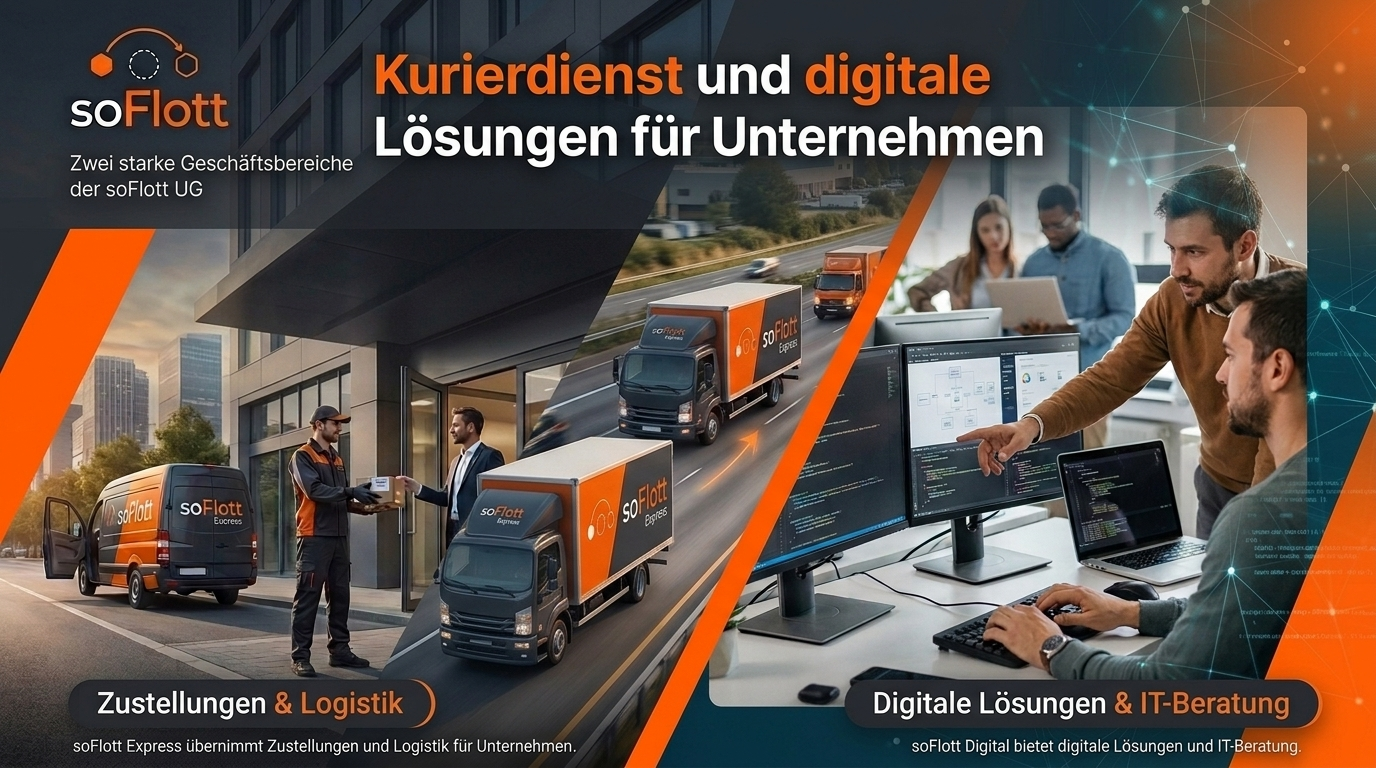 soFlott
Kurierdienst und digitale
Lösungen für Unternehmen
Zwei starke Geschäftsbereiche
der soFlott UG
soFlott
Express
soFlott
Express
soFlott
Express
soFlott
Express
soFlott
soFlott
Zustellungen & Logistik
soFlott Express übernimmt Zustellungen und Logistik für Unternehmen.
Digitale Lösungen & IT-Beratung
soFlott Digital bietet digitale Lösungen und IT-Beratung.